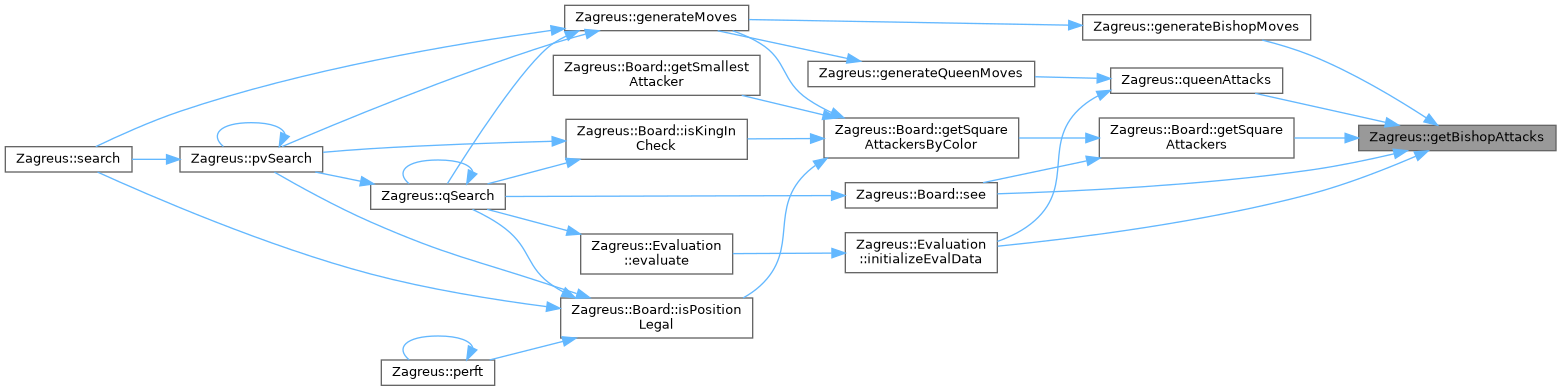 Zagreus::generateMoves
Zagreus::generateBishopMoves
Zagreus::Board::getSmallest
Attacker
Zagreus::generateQueenMoves
Zagreus::queenAttacks
Zagreus::Board::isKingIn
Check
Zagreus::Board::getSquare
AttackersByColor
Zagreus::Board::getSquare
Attackers
Zagreus::getBishopAttacks
Zagreus::search
Zagreus::pvSearch
Zagreus::qSearch
Zagreus::Board::see
Zagreus::Evaluation
::evaluate
Zagreus::Evaluation
::initializeEvalData
Zagreus::Board::isPosition
Legal
Zagreus::perft